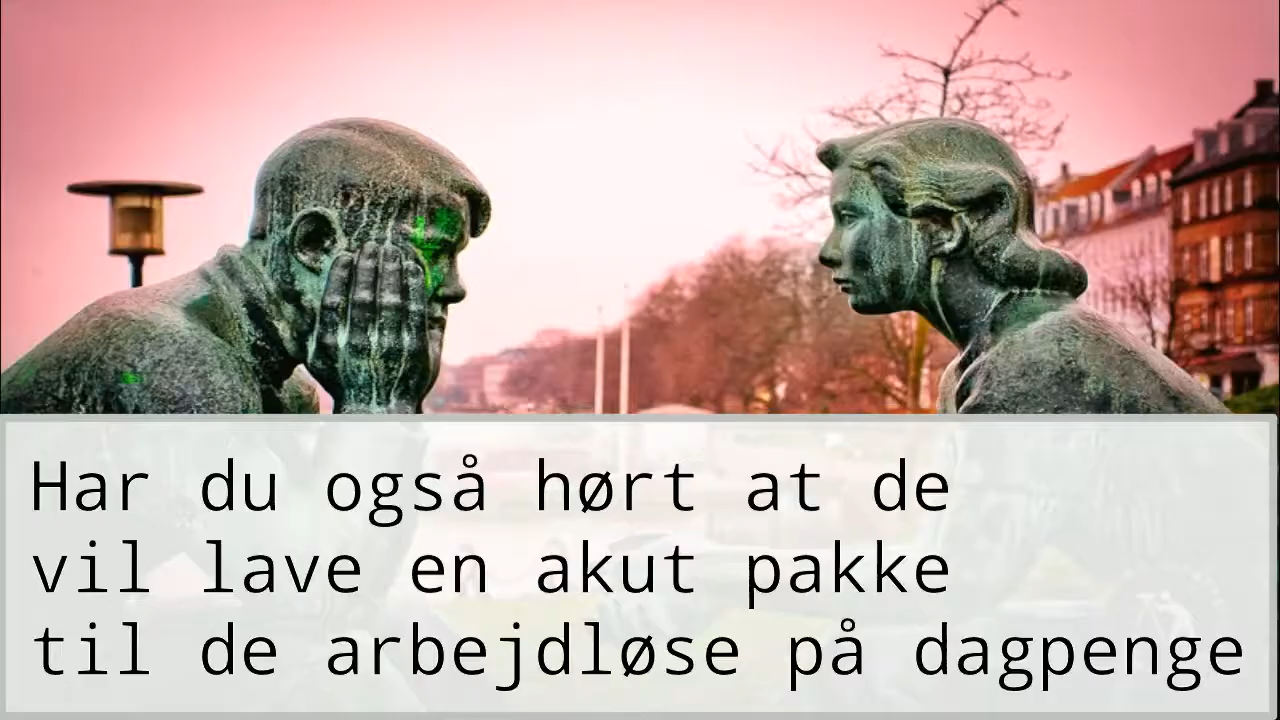 Har du også hørt at de
vil lave en akut pakke
til de arbejdløse på dagpenge